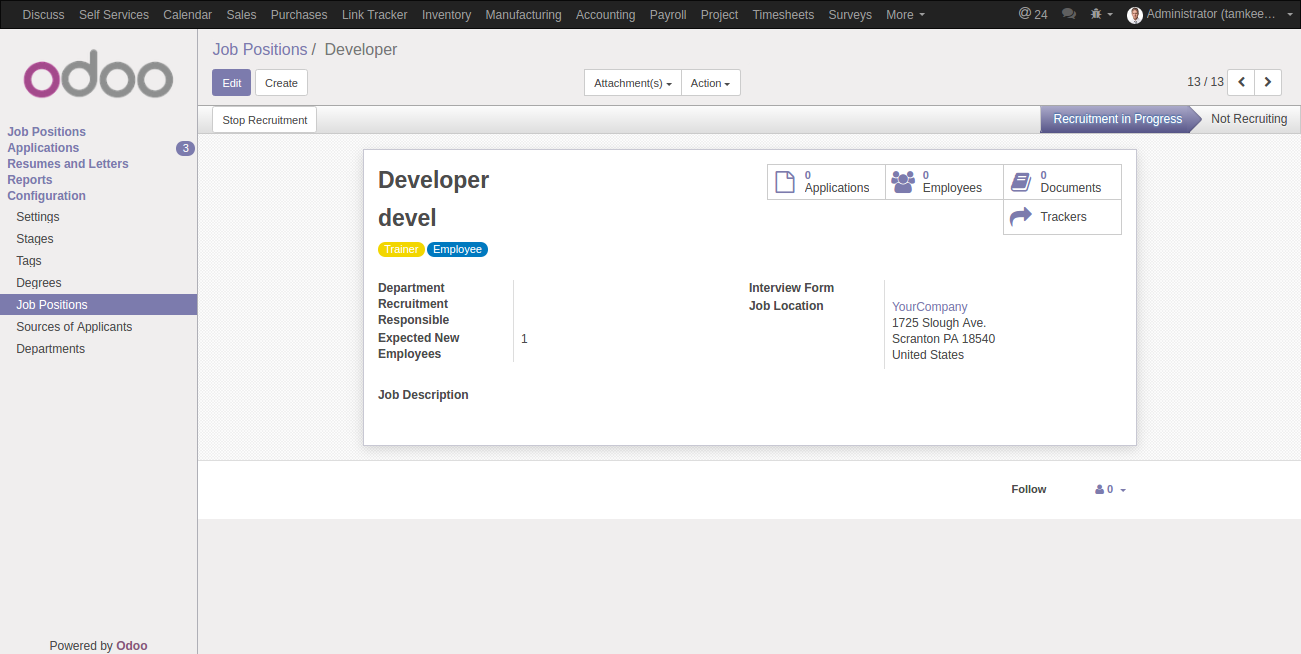 Discuss Self Services Calendar Sales Purchases Link Tracker Inventory Manufacturing Accounting Payroll Project Timesheets Surveys More @ 24 Administrator (tamkee...
odoo
Job Positions
Applications 3
Resumes and Letters
Reports
Configuration
Settings
Stages
Tags
Degrees
Job Positions
Sources of Applicants
Departments
Powered by Odoo
Job Positions / Developer
Edit Create Attachment(s) Action 13 / 13
Stop Recruitment Recruitment in Progress Not Recruiting
0
Applications
0
Employees
0
Documents
Trackers
Developer
devel
Trainer Employee
Department
Recruitment
Responsible
Expected New
Employees
1
Interview Form
Job Location
YourCompany
1725 Slough Ave.
Scranton PA 18540
United States
Job Description
Follow 0